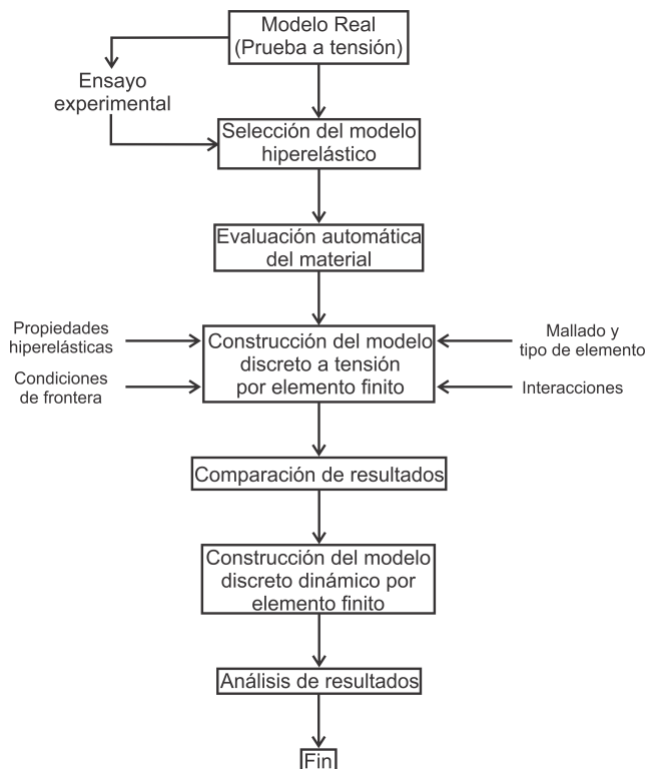 Modelo Real
(Prueba a tensión)
Ensayo
experimental
Selección del modelo
hiperelástico
Evaluación automática
del material
Propiedades
hiperelásticas
Condiciones
de frontera
Construcción del modelo
discreto a tensión
por elemento finito
Mallado y
tipo de elemento
Interacciones
Comparación de resultados
Construcción del modelo
discreto dinámico por
elemento finito
Análisis de resultados
Fin